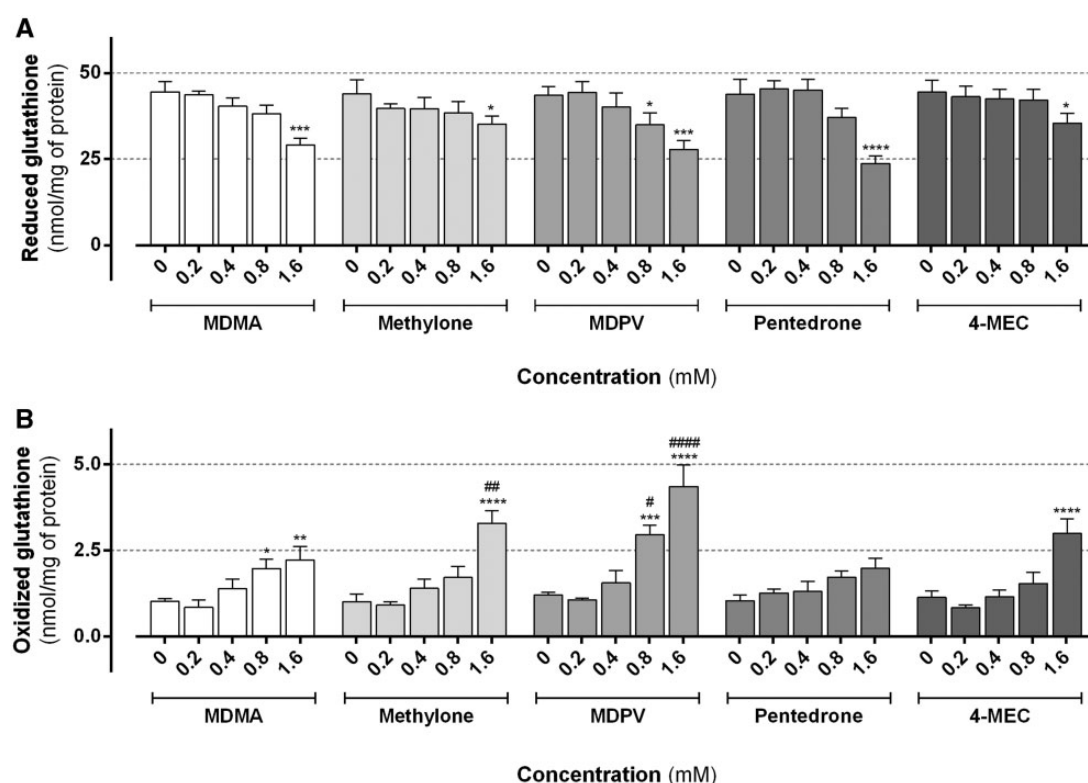 A
Reduced glutathione
(nmol/mg of protein)
50
25
0
***
*
*
***
****
*
0 0.2 0.4 0.8 1.6 0 0.2 0.4 0.8 1.6 0 0.2 0.4 0.8 1.6 0 0.2 0.4 0.8 1.6 0 0.2 0.4 0.8 1.6
MDMA Methylone MDPV Pentedrone 4-MEC
Concentration (mM)
B
Oxidized glutathione
(nmol/mg of protein)
5.0
2.5
0.0
*
**
##
****
#
***
####
****
****
0 0.2 0.4 0.8 1.6 0 0.2 0.4 0.8 1.6 0 0.2 0.4 0.8 1.6 0 0.2 0.4 0.8 1.6 0 0.2 0.4 0.8 1.6
MDMA Methylone MDPV Pentedrone 4-MEC
Concentration (mM)